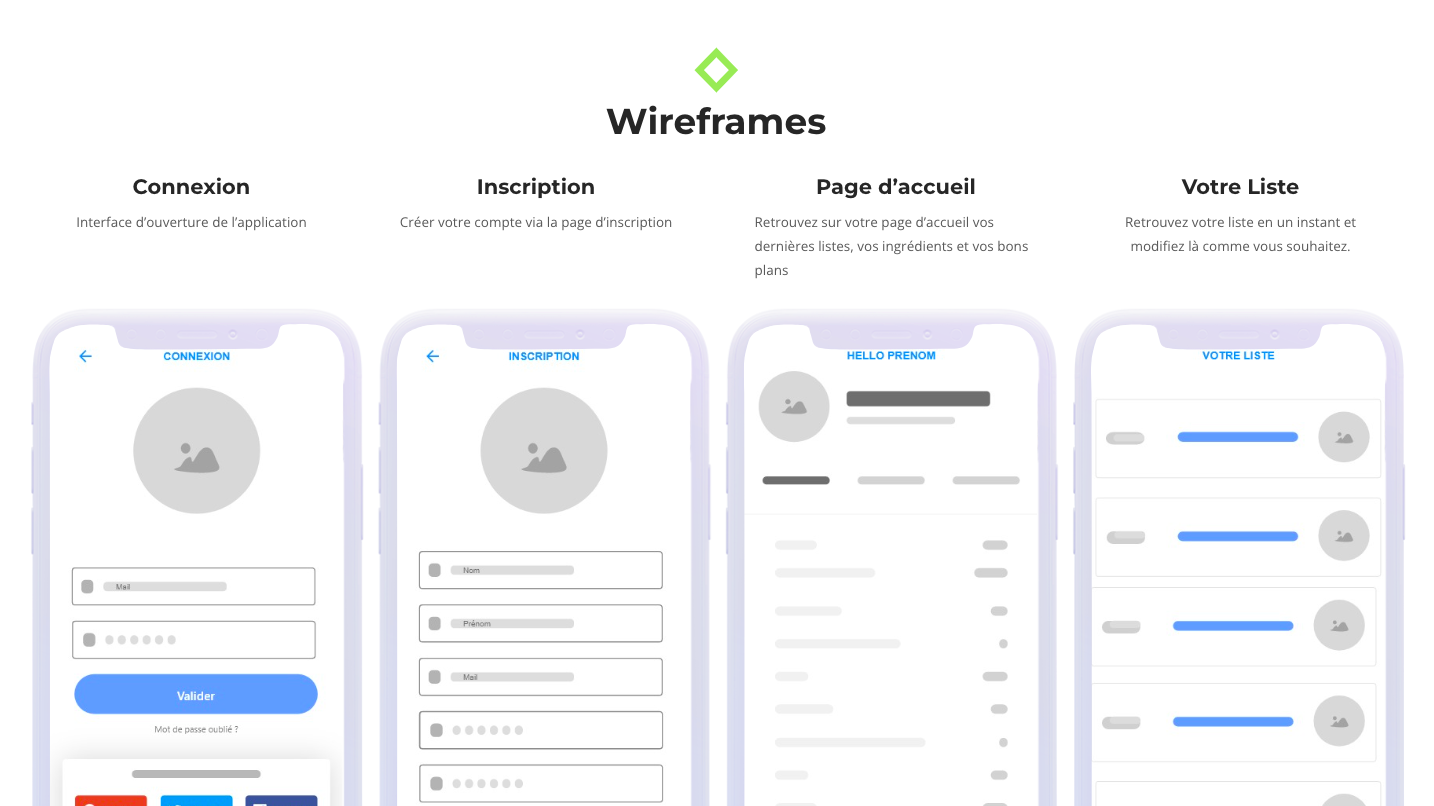 Wireframes
Connexion
Interface d’ouverture de l’application
Inscription
Créer votre compte via la page d’inscription
Page d’accueil
Retrouvez sur votre page d’accueil vos
dernières listes, vos ingrédients et vos bons
plans
Votre Liste
Retrouvez votre liste en un instant et
modifiez là comme vous souhaitez.
CONNEXION
Mail
Valider
Mot de passe oublié ?
INSCRIPTION
Nom
Prénom
Mail
HELLO PRENOM
VOTRE LISTE